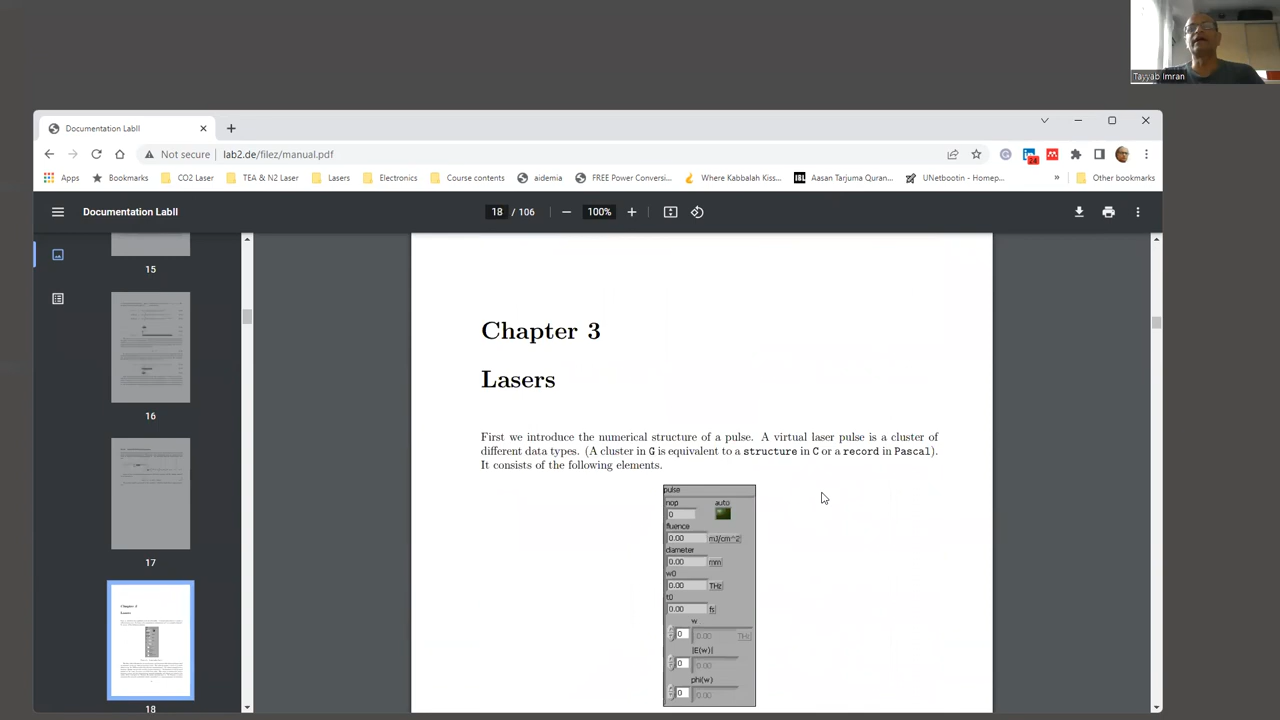 Tayyab Imran
Documentation LabII
Not secure lab2.de/filez/manual.pdf
24
Apps Bookmarks CO2 Laser TEA & N2 Laser Lasers Electronics Course contents aidemia FREE Power Conversi... Where Kabbalah Kiss... IBL Aasan Tarjuma Quran... UNetbootin - Homep... » Other bookmarks
Documentation LabII 18 / 106 100%
15
16
17
18
Chapter 3
Lasers
First we introduce the numerical structure of a pulse. A virtual laser pulse is a cluster of
different data types. (A cluster in G is equivalent to a structure in C or a record in Pascal).
It consists of the following elements.
pulse
nop auto
0
fluence
0.00 mJ/cm^2
diameter
0.00 mm
w0
0.00 THz
t0
0.00 fs
w
0 0.00 THz
|E(w)|
0 0.00
phi(w)
0 0.00